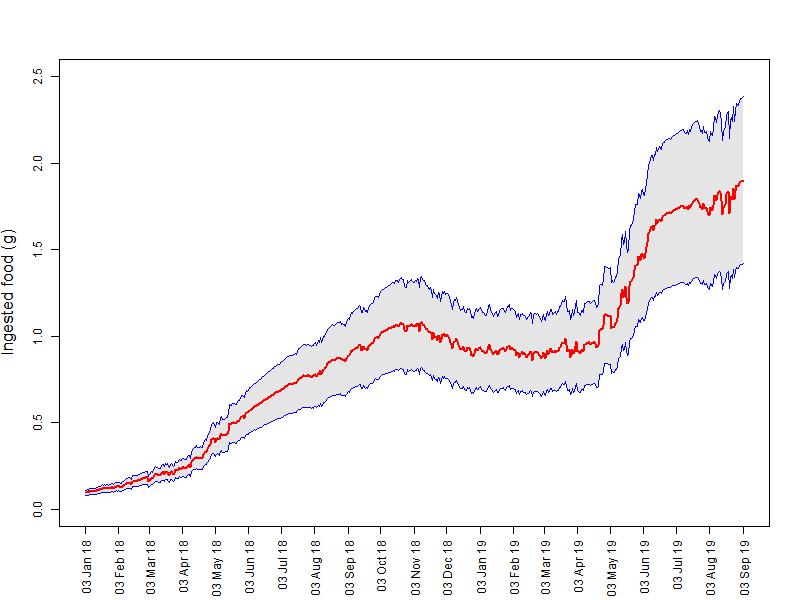 Ingested food (g)
2.5
2.0
1.5
1.0
0.5
0.0
03 Jan 18
03 Feb 18
03 Mar 18
03 Apr 18
03 May 18
03 Jun 18
03 Jul 18
03 Aug 18
03 Sep 18
03 Oct 18
03 Nov 18
03 Dec 18
03 Jan 19
03 Feb 19
03 Mar 19
03 Apr 19
03 May 19
03 Jun 19
03 Jul 19
03 Aug 19
03 Sep 19